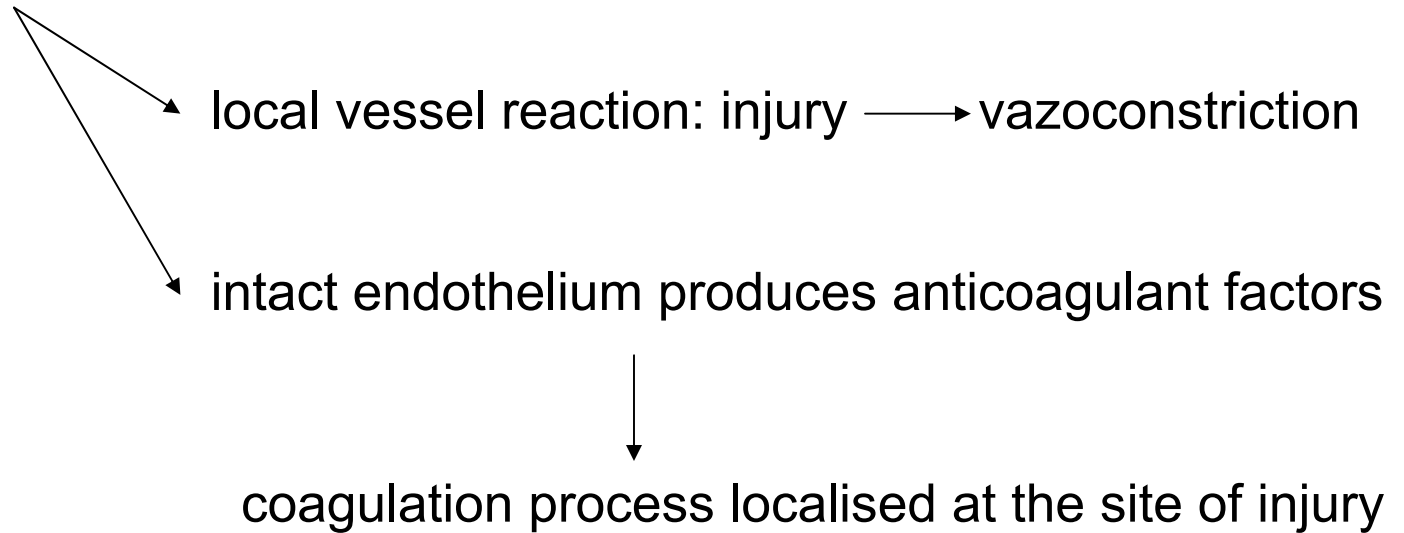 local vessel reaction: injury → vazoconstriction
intact endothelium produces anticoagulant factors
coagulation process localised at the site of injury